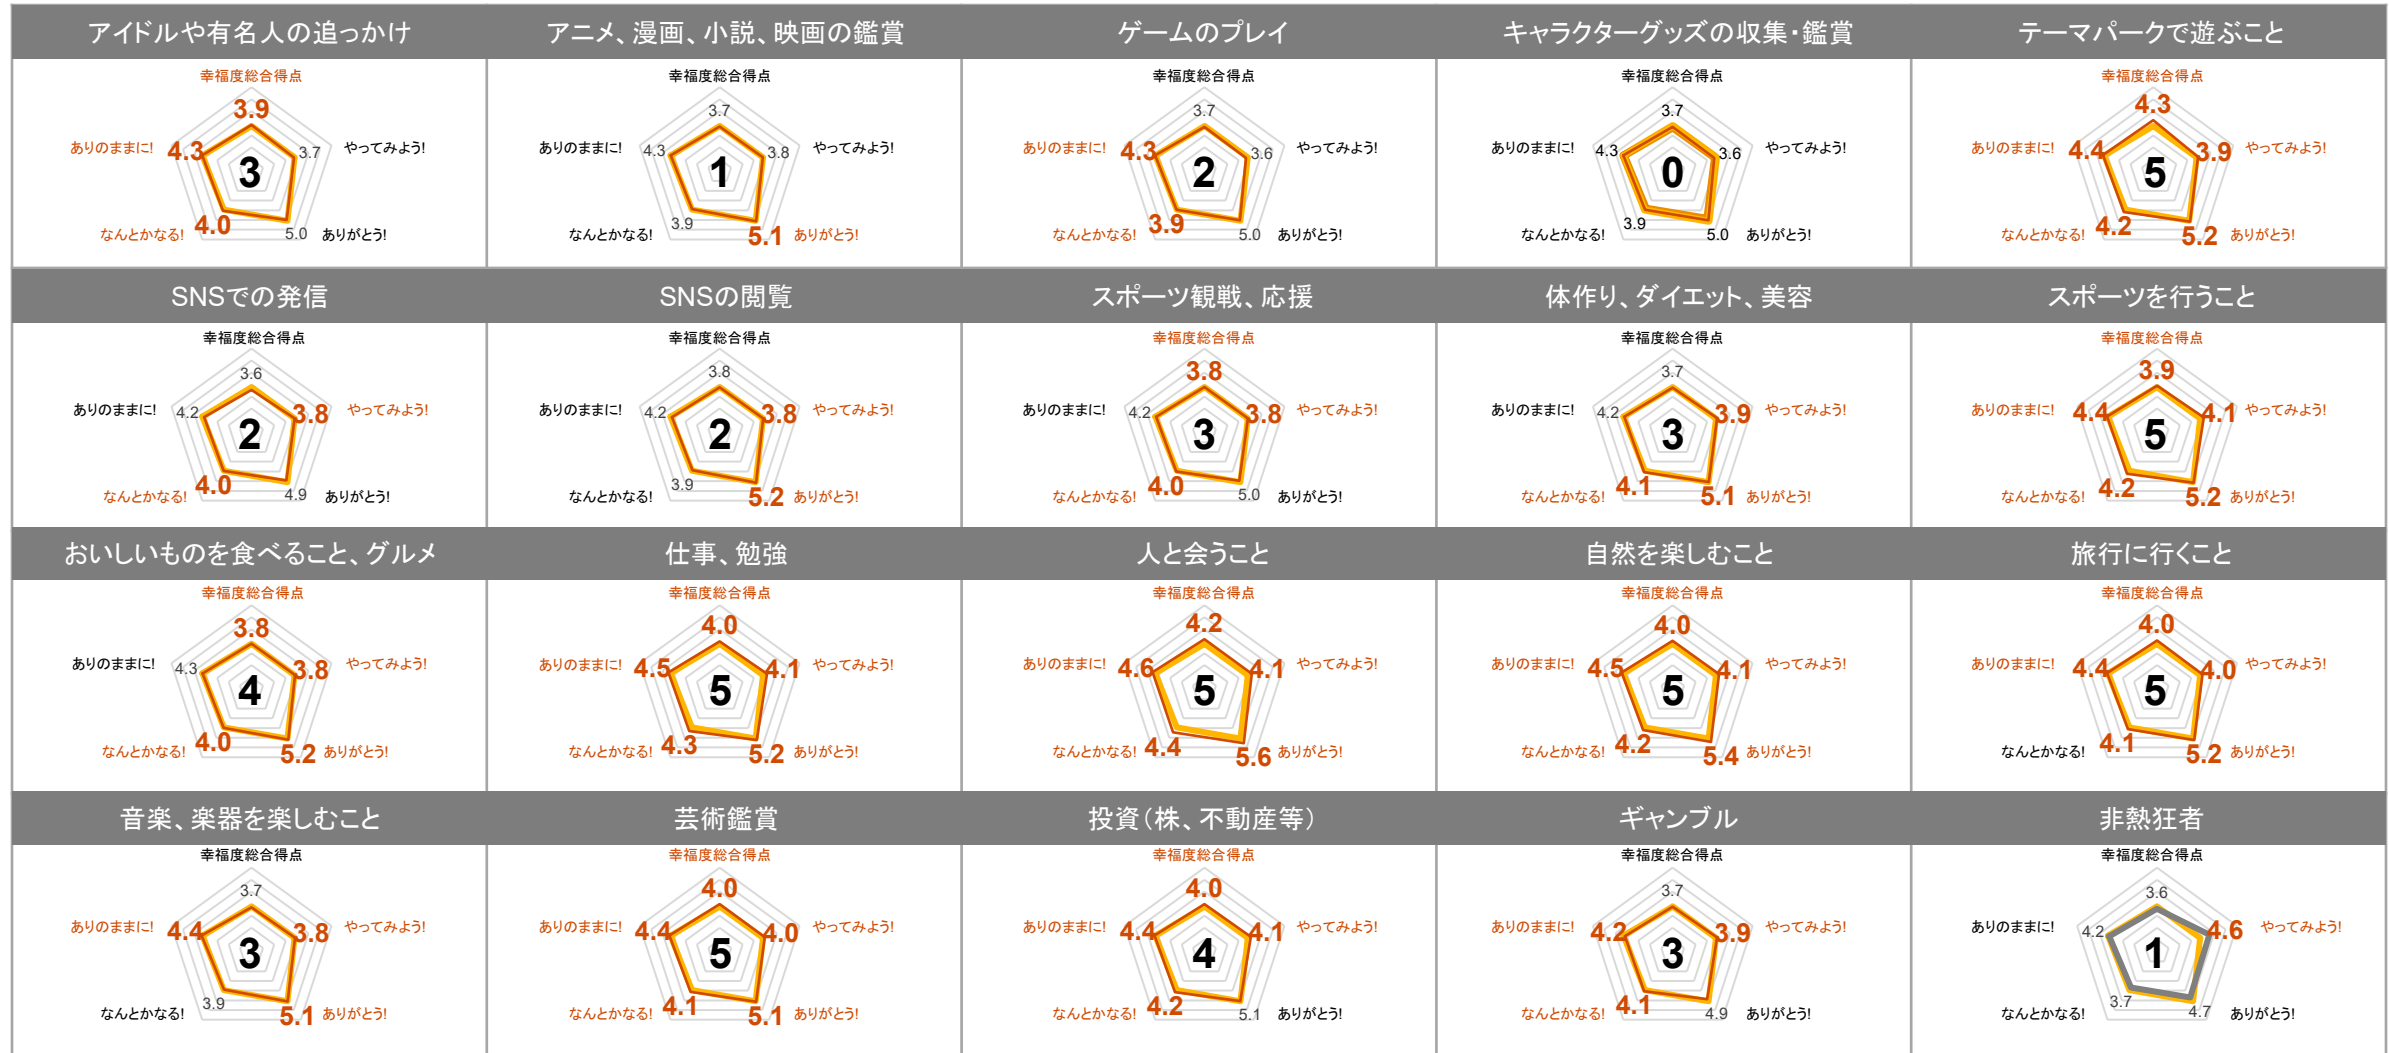 アイドルや有名人の追っかけ
幸福度総合得点
3.9
ありのままに! 4.3 3.7 やってみよう!
3
なんとかなる! 4.0 5.0 ありがとう!
アニメ、漫画、小説、映画の鑑賞
幸福度総合得点
3.7
ありのままに! 4.3 3.8 やってみよう!
1
なんとかなる! 3.9 5.1 ありがとう!
ゲームのプレイ
幸福度総合得点
3.7
ありのままに! 4.3 3.6 やってみよう!
2
なんとかなる! 3.9 5.0 ありがとう!
キャラクターグッズの収集・鑑賞
幸福度総合得点
3.7
ありのままに! 4.3 3.6 やってみよう!
0
なんとかなる! 3.9 5.0 ありがとう!
テーマパークで遊ぶこと
幸福度総合得点
4.3
ありのままに! 4.4 3.9 やってみよう!
5
なんとかなる! 4.2 5.2 ありがとう!
SNSでの発信
幸福度総合得点
3.6
ありのままに! 4.2 3.8 やってみよう!
2
なんとかなる! 4.0 4.9 ありがとう!
SNSの閲覧
幸福度総合得点
3.8
ありのままに! 4.2 3.8 やってみよう!
2
なんとかなる! 3.9 5.2 ありがとう!
スポーツ観戦、応援
幸福度総合得点
3.8
ありのままに! 4.2 3.8 やってみよう!
3
なんとかなる! 4.0 5.0 ありがとう!
体作り、ダイエット、美容
幸福度総合得点
3.7
ありのままに! 4.2 3.9 やってみよう!
3
なんとかなる! 4.1 5.1 ありがとう!
スポーツを行うこと
幸福度総合得点
3.9
ありのままに! 4.4 4.1 やってみよう!
5
なんとかなる! 4.2 5.2 ありがとう!
おいしいものを食べること、グルメ
幸福度総合得点
3.8
ありのままに! 4.3 3.8 やってみよう!
4
なんとかなる! 4.0 5.2 ありがとう!
仕事、勉強
幸福度総合得点
4.0
ありのままに! 4.5 4.1 やってみよう!
5
なんとかなる! 4.3 5.2 ありがとう!
人と会うこと
幸福度総合得点
4.2
ありのままに! 4.6 4.1 やってみよう!
5
なんとかなる! 4.4 5.6 ありがとう!
自然を楽しむこと
幸福度総合得点
4.0
ありのままに! 4.5 4.1 やってみよう!
5
なんとかなる! 4.2 5.4 ありがとう!
旅行に行くこと
幸福度総合得点
4.0
ありのままに! 4.4 4.0 やってみよう!
5
なんとかなる! 4.1 5.2 ありがとう!
音楽、楽器を楽しむこと
幸福度総合得点
3.7
ありのままに! 4.4 3.8 やってみよう!
3
なんとかなる! 3.9 5.1 ありがとう!
芸術鑑賞
幸福度総合得点
4.0
ありのままに! 4.4 4.0 やってみよう!
5
なんとかなる! 4.1 5.1 ありがとう!
投資(株、不動産等)
幸福度総合得点
4.0
ありのままに! 4.4 4.1 やってみよう!
4
なんとかなる! 4.2 5.1 ありがとう!
ギャンブル
幸福度総合得点
3.7
ありのままに! 4.2 3.9 やってみよう!
3
なんとかなる! 4.1 4.9 ありがとう!
非熱狂者
幸福度総合得点
3.6
ありのままに! 4.2 4.6 やってみよう!
1
なんとかなる! 3.7 4.7 ありがとう!